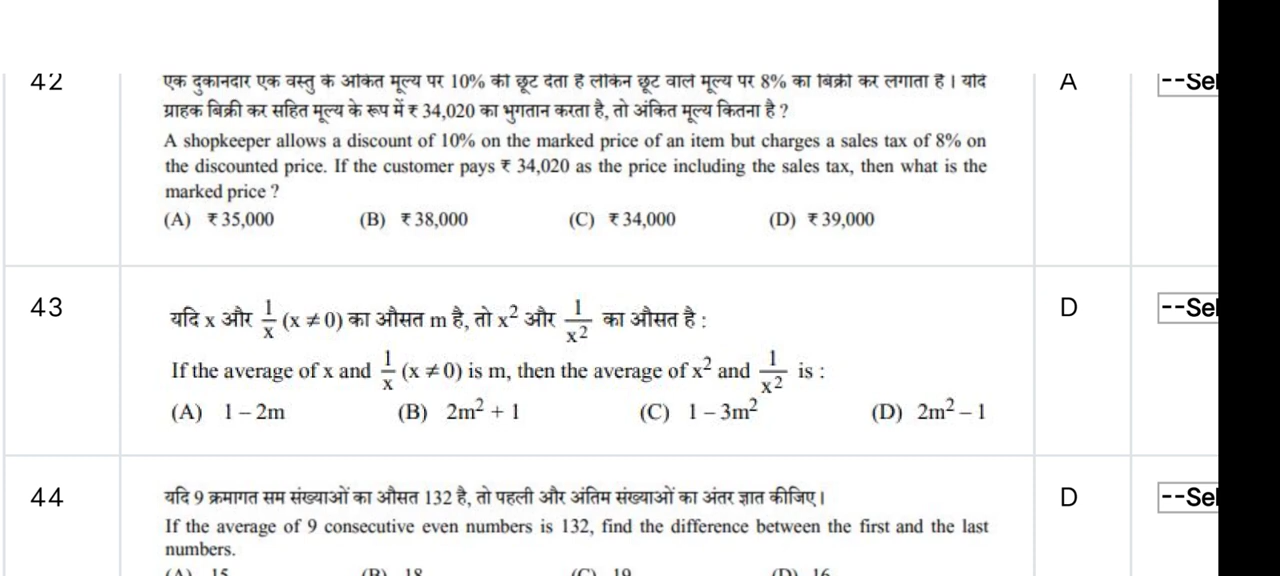 42
एक दुकानदार एक वस्तु के अंकित मूल्य पर 10% की छूट देता है लेकिन छूट वाले मूल्य पर 8% का बिक्री कर लगाता है । यदि
A
--Sel
ग्राहक बिक्री कर सहित मूल्य के रूप में ₹ 34,020 का भुगतान करता है, तो अंकित मूल्य कितना है ?
A shopkeeper allows a discount of 10% on the marked price of an item but charges a sales tax of 8% on
the discounted price. If the customer pays ₹ 34,020 as the price including the sales tax, then what is the
marked price ?
(A) ₹ 35,000 (B) ₹ 38,000 (C) ₹ 34,000 (D) ₹ 39,000
43
यदि x और 1/x (x ≠ 0) का औसत m है, तो x² और 1/x² का औसत है :
D
--Sel
If the average of x and 1/x (x ≠ 0) is m, then the average of x² and 1/x² is :
(A) 1 – 2m (B) 2m² + 1 (C) 1 – 3m² (D) 2m² – 1
44
यदि 9 क्रमागत सम संख्याओं का औसत 132 है, तो पहली और अंतिम संख्याओं का अंतर ज्ञात कीजिए ।
D
--Sel
If the average of 9 consecutive even numbers is 132, find the difference between the first and the last
numbers.
(A) 15 (B) 18 (C) 19 (D) 16